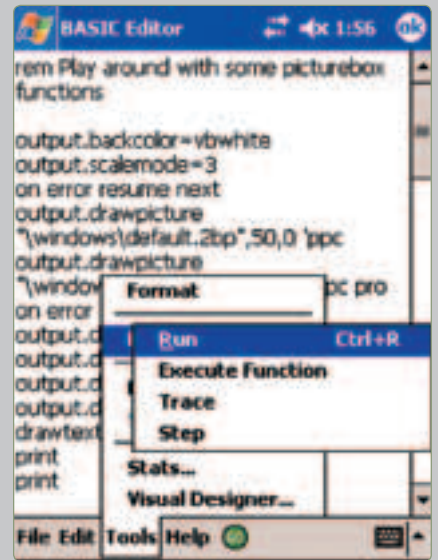 BASIC Editor 1:56 ok
rem Play around with some picturebox
functions
output.backcolor=vbwhite
output.scalemode=3
on error resume next
output.drawpicture
"\windows\default.2bp",50,0 'ppc
output.drawpicture
"\window pc pro
on error
output.d
output.d
output.d
output.d
drawtext
print
print
Format
Run Ctrl+R
Execute Function
Trace
Step
Stats...
Visual Designer...
File Edit Tools Help